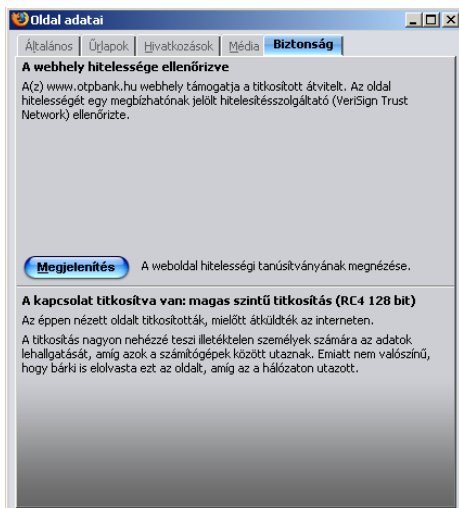 Oldal adatai
Általános Űrlapok Hivatkozások Média Biztonság
A webhely hitelessége ellenőrizve
A(z) www.otpbank.hu webhely támogatja a titkosított átvitelt. Az oldal
hitelességét egy megbízhatónak jelölt hitelesítésszolgáltató (VeriSign Trust
Network) ellenőrizte.
Megjelenítés A weboldal hitelességi tanúsítványának megnézése.
A kapcsolat titkosítva van: magas szintű titkosítás (RC4 128 bit)
Az éppen nézett oldalt titkosították, mielőtt átküldték az interneten.
A titkosítás nagyon nehézzé teszi illetéktelen személyek számára az adatok
lehallgatását, amíg azok a számítógépek között utaznak. Emiatt nem valószínű,
hogy bárki is elolvasta ezt az oldalt, amíg az a hálózaton utazott.